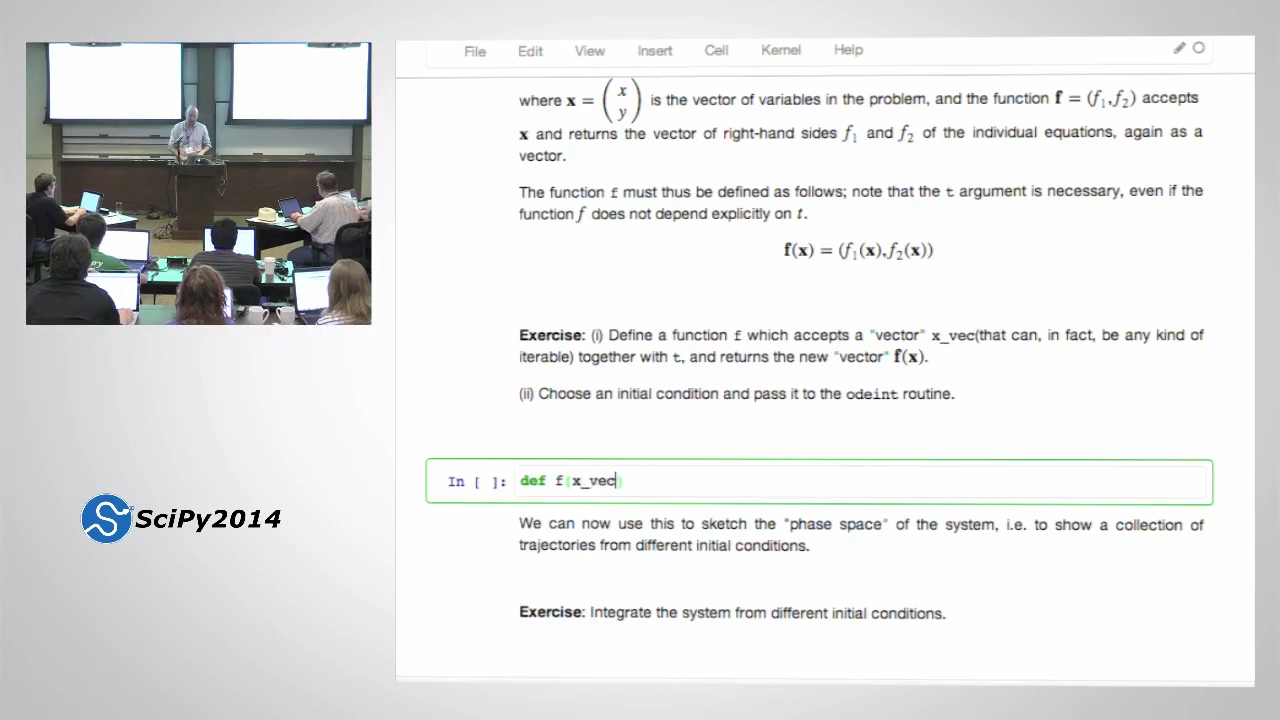 File Edit View Insert Cell Kernel Help
where x = (x y) is the vector of variables in the problem, and the function f = (f₁,f₂) accepts
x and returns the vector of right-hand sides f₁ and f₂ of the individual equations, again as a
vector.
The function f must thus be defined as follows; note that the t argument is necessary, even if the
function f does not depend explicitly on t.
f(x) = (f₁(x),f₂(x))
Exercise: (i) Define a function f which accepts a "vector" x_vec(that can, in fact, be any kind of
iterable) together with t, and returns the new "vector" f(x).
(ii) Choose an initial condition and pass it to the odeint routine.
In [ ]: def f(x_vec)
We can now use this to sketch the "phase space" of the system, i.e. to show a collection of
trajectories from different initial conditions.
Exercise: Integrate the system from different initial conditions.
SciPy2014